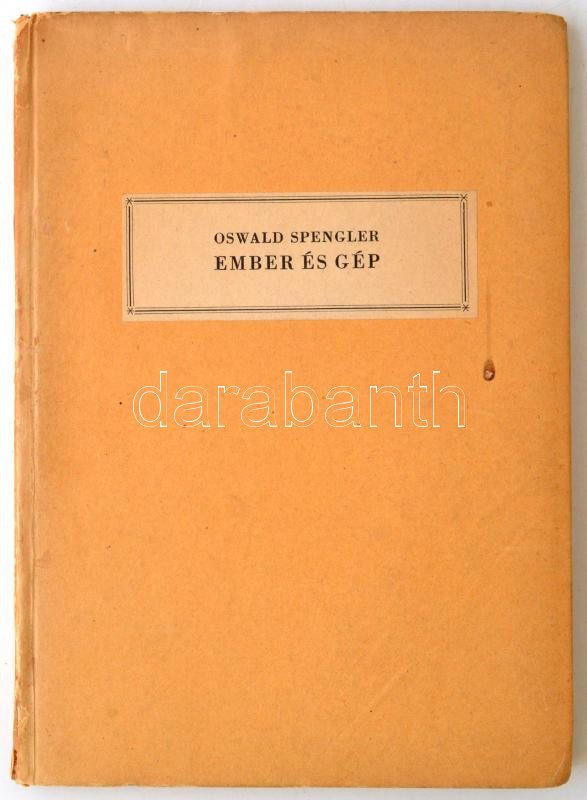 OSWALD SPENGLER
EMBER ÉS GÉP
darabanth